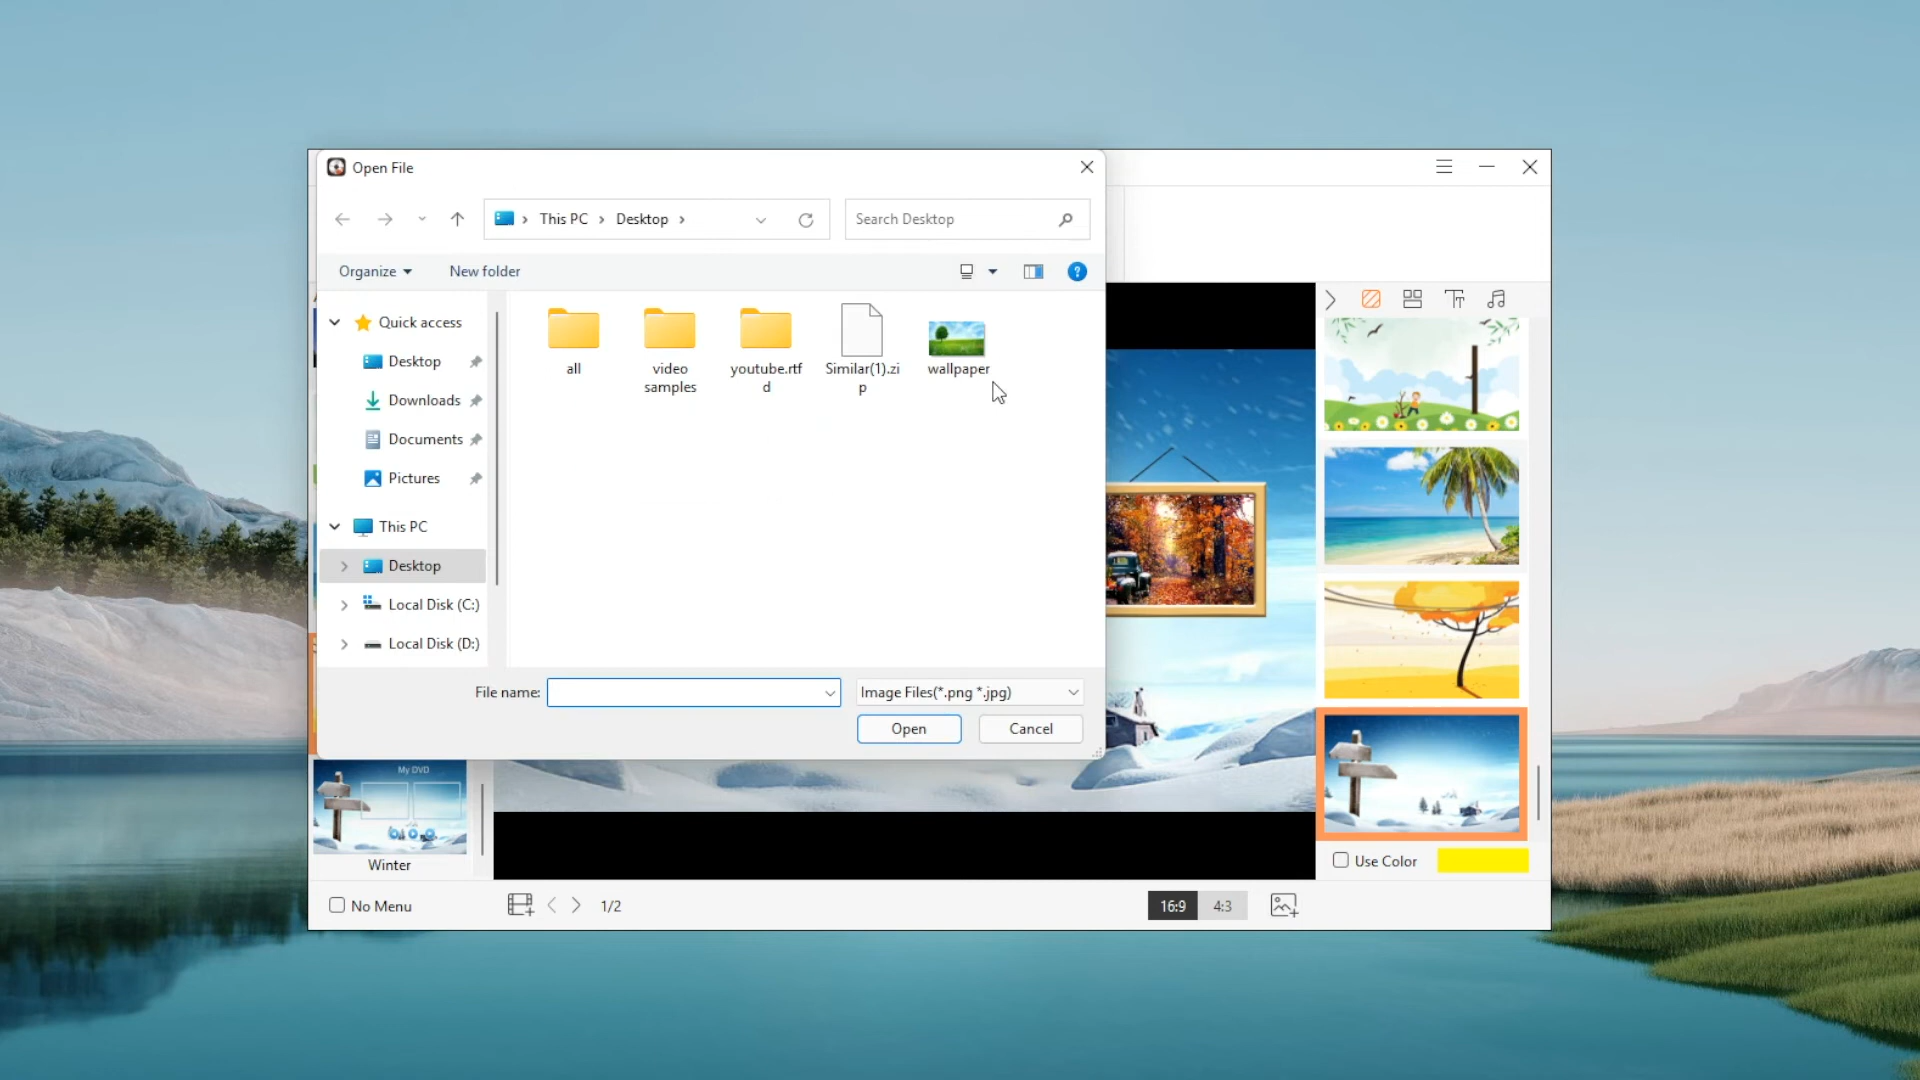 Open File
This PC
Desktop
Search Desktop
Organize
New folder
?
Quick access
Desktop
Downloads
Documents
Pictures
This PC
Desktop
Local Disk (C:)
Local Disk (D:)
all
video
samples
youtube.rtf
d
Similar(1).zi
p
wallpaper
File name:
Image Files(*.png *.jpg)
Open
Cancel
My DVD
Winter
No Menu
1/2
16:9
4:3
Use Color